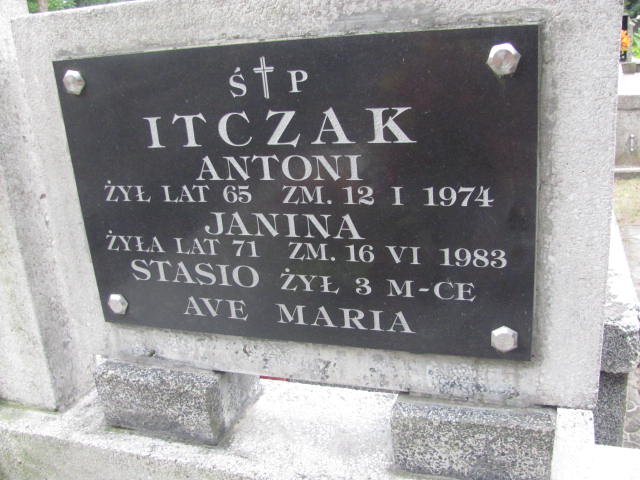 Ś†P
ITCZAK
ANTONI
ŻYŁ LAT 65 ZM. 12 I 1974
JANINA
ŻYŁA LAT 71 ZM. 16 VI 1983
STASIO ŻYŁ 3 M-CE
AVE MARIA